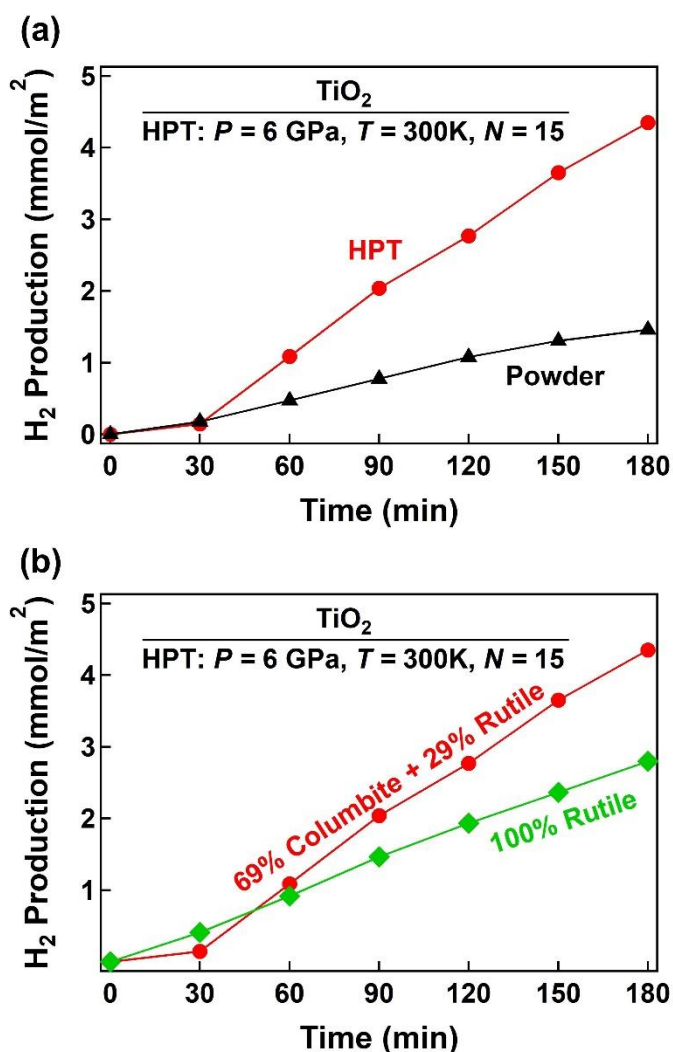 (a)
TiO2
HPT: P = 6 GPa, T = 300K, N = 15
H2 Production (mmol/m²)
5
4
3
2
1
0
HPT
Powder
0 30 60 90 120 150 180
Time (min)
(b)
TiO2
HPT: P = 6 GPa, T = 300K, N = 15
H2 Production (mmol/m²)
5
4
3
2
1
69% Columbite + 29% Rutile
100% Rutile
0 30 60 90 120 150 180
Time (min)